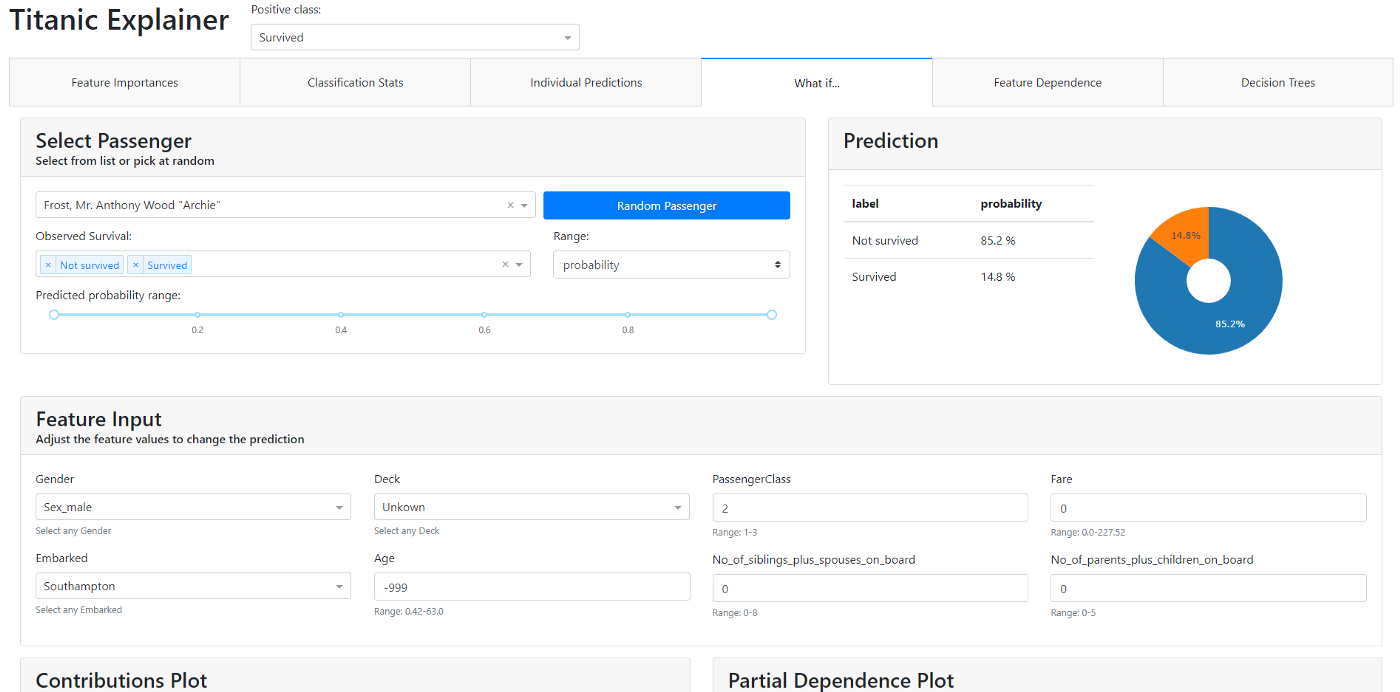 Titanic Explainer
Positive class:
Survived
Feature Importances
Classification Stats
Individual Predictions
What if...
Feature Dependence
Decision Trees
Select Passenger
Select from list or pick at random
Frost, Mr. Anthony Wood "Archie"
×
Random Passenger
Observed Survival:
Range:
× Not survived × Survived
×
probability
Predicted probability range:
0.2 0.4 0.6 0.8
Prediction
label probability
Not survived 85.2 %
Survived 14.8 %
14.8%
85.2%
Feature Input
Adjust the feature values to change the prediction
Gender Deck PassengerClass Fare
Sex_male Unkown 2 0
Select any Gender Select any Deck Range: 1-3 Range: 0.0-227.52
Embarked Age No_of_siblings_plus_spouses_on_board No_of_parents_plus_children_on_board
Southampton -999 0 0
Select any Embarked Range: 0.42-63.0 Range: 0-8 Range: 0-5
Contributions Plot Partial Dependence Plot